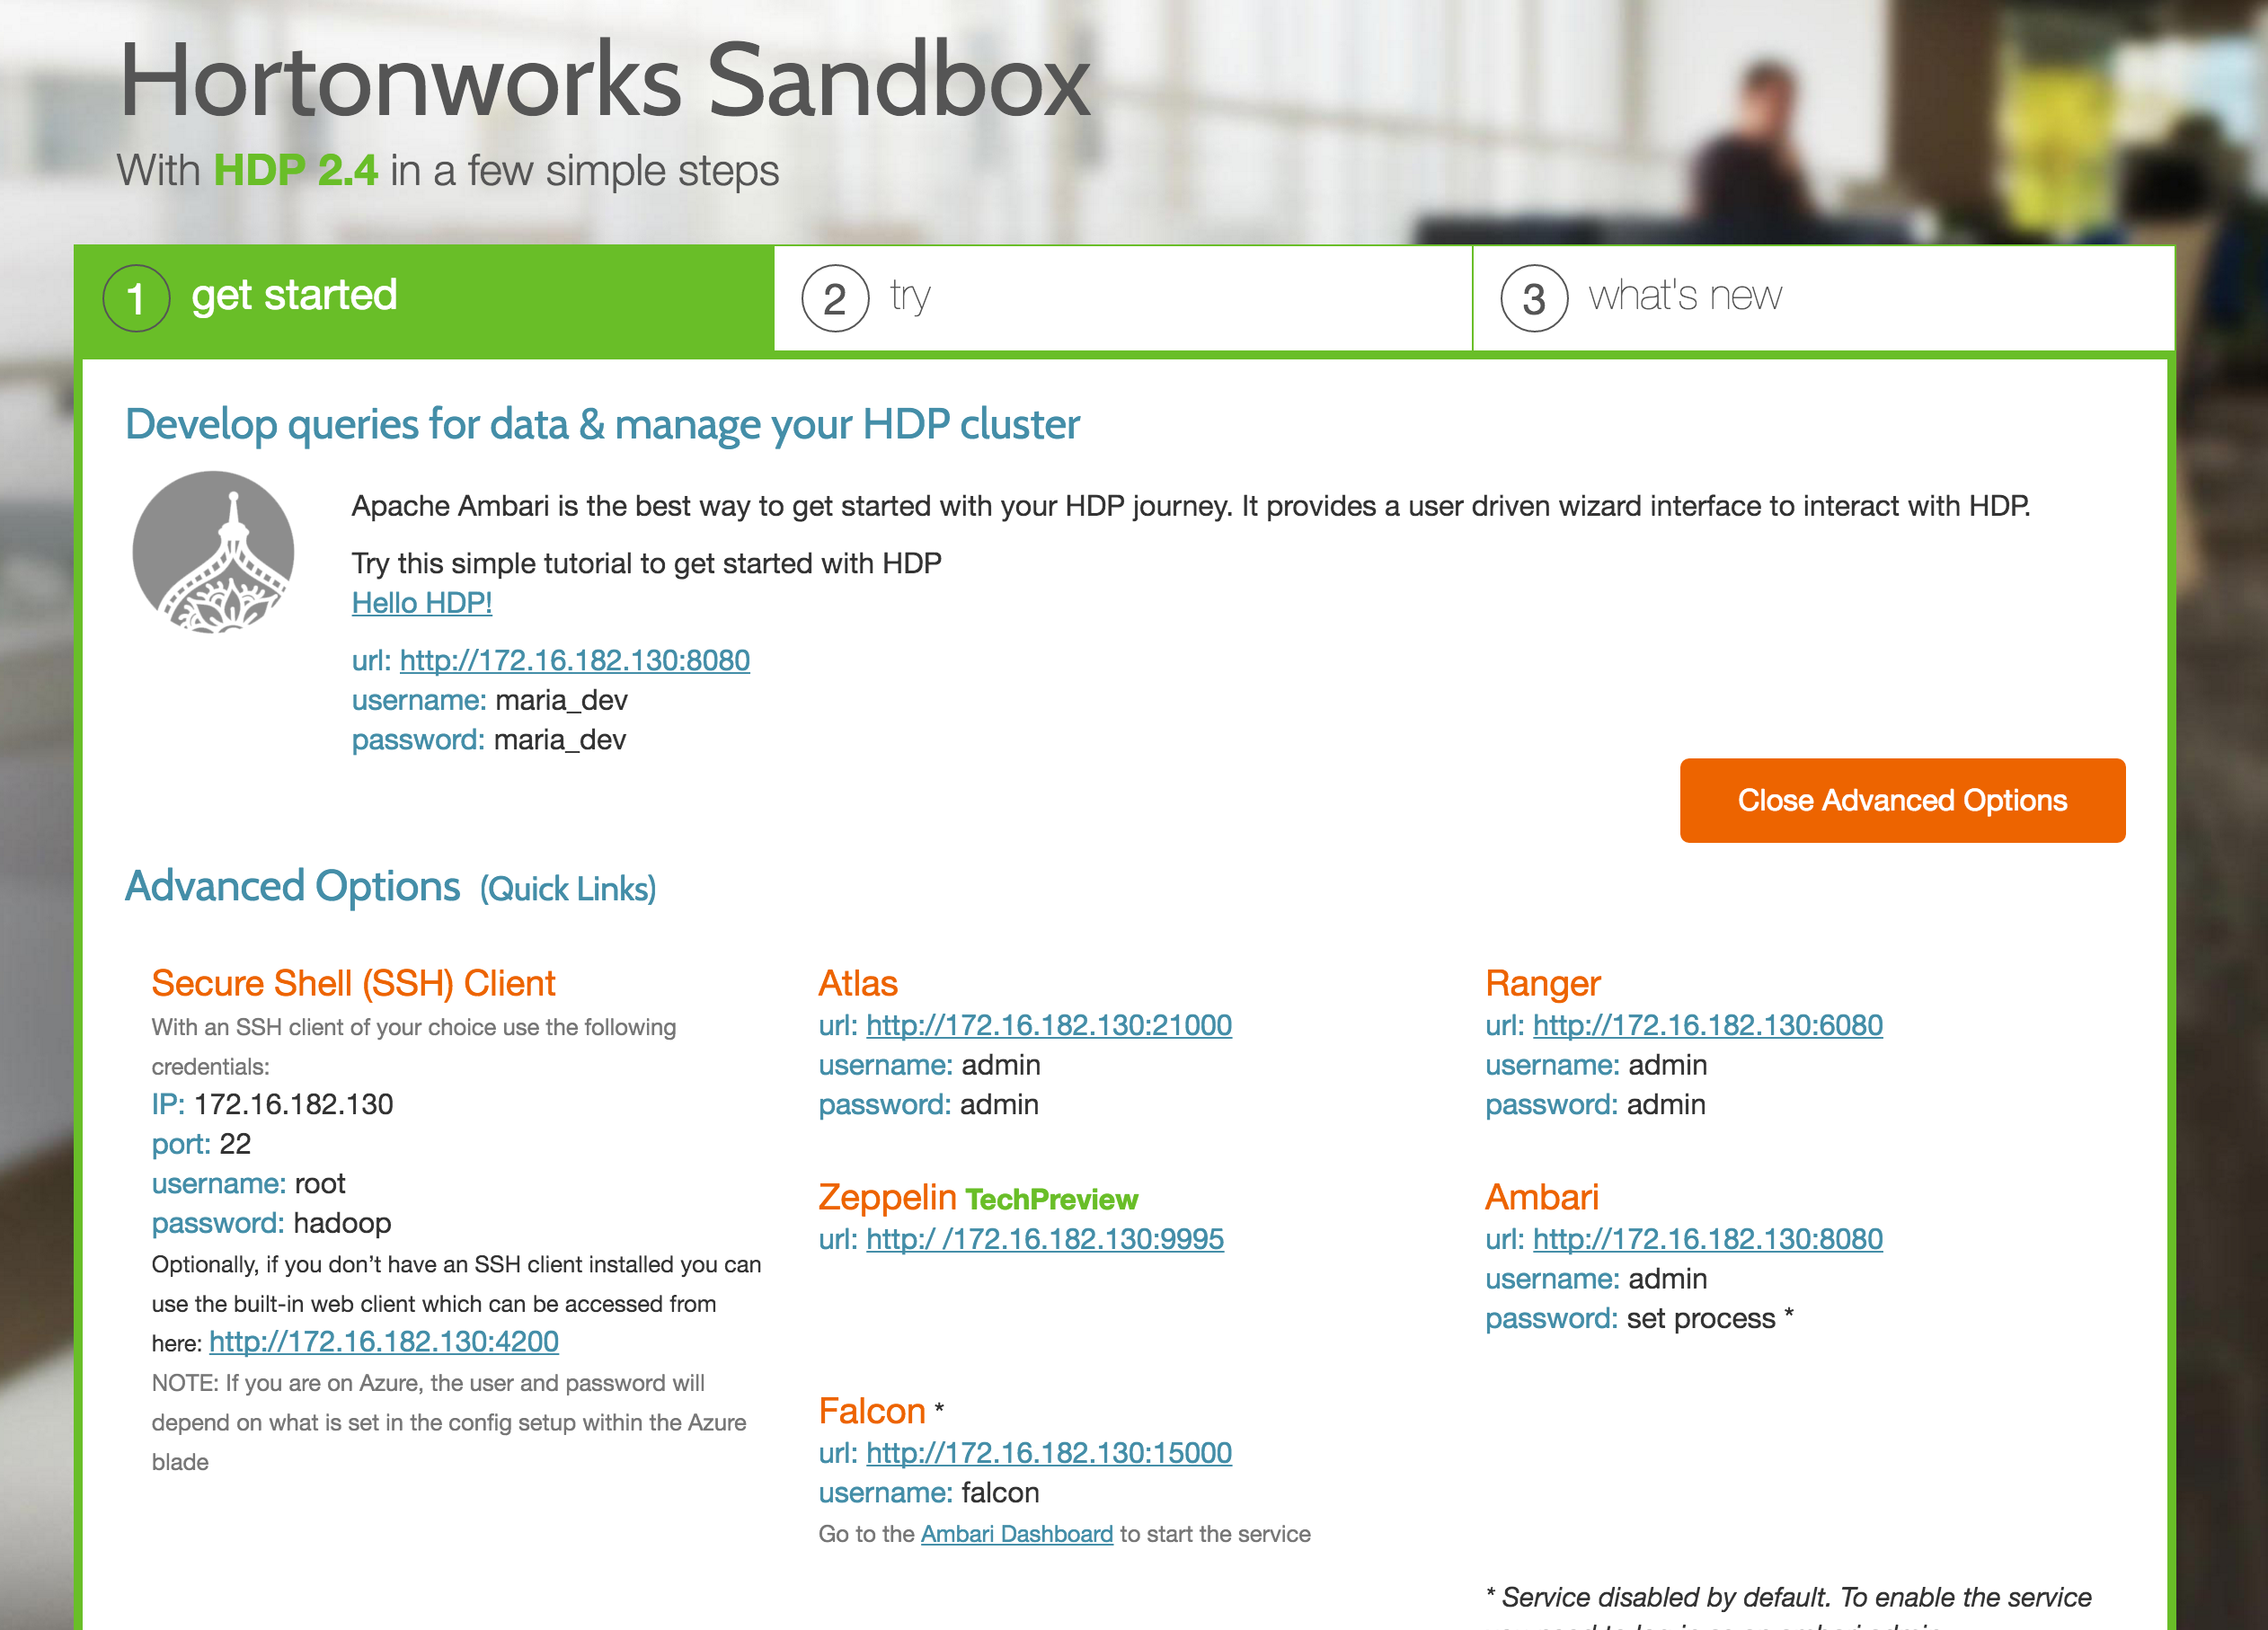 Hortonworks Sandbox
With HDP 2.4 in a few simple steps
1 get started
2 try
3 what's new
Develop queries for data & manage your HDP cluster
Apache Ambari is the best way to get started with your HDP journey. It provides a user driven wizard interface to interact with HDP.
Try this simple tutorial to get started with HDP
Hello HDP!
url: http://172.16.182.130:8080
username: maria_dev
password: maria_dev
Close Advanced Options
Advanced Options (Quick Links)
Secure Shell (SSH) Client
With an SSH client of your choice use the following
credentials:
IP: 172.16.182.130
port: 22
username: root
password: hadoop
Optionally, if you don’t have an SSH client installed you can
use the built-in web client which can be accessed from
here: http://172.16.182.130:4200
NOTE: If you are on Azure, the user and password will
depend on what is set in the config setup within the Azure
blade
Atlas
url: http://172.16.182.130:21000
username: admin
password: admin
Zeppelin TechPreview
url: http:/ /172.16.182.130:9995
Falcon *
url: http://172.16.182.130:15000
username: falcon
Go to the Ambari Dashboard to start the service
Ranger
url: http://172.16.182.130:6080
username: admin
password: admin
Ambari
url: http://172.16.182.130:8080
username: admin
password: set process *
* Service disabled by default. To enable the service